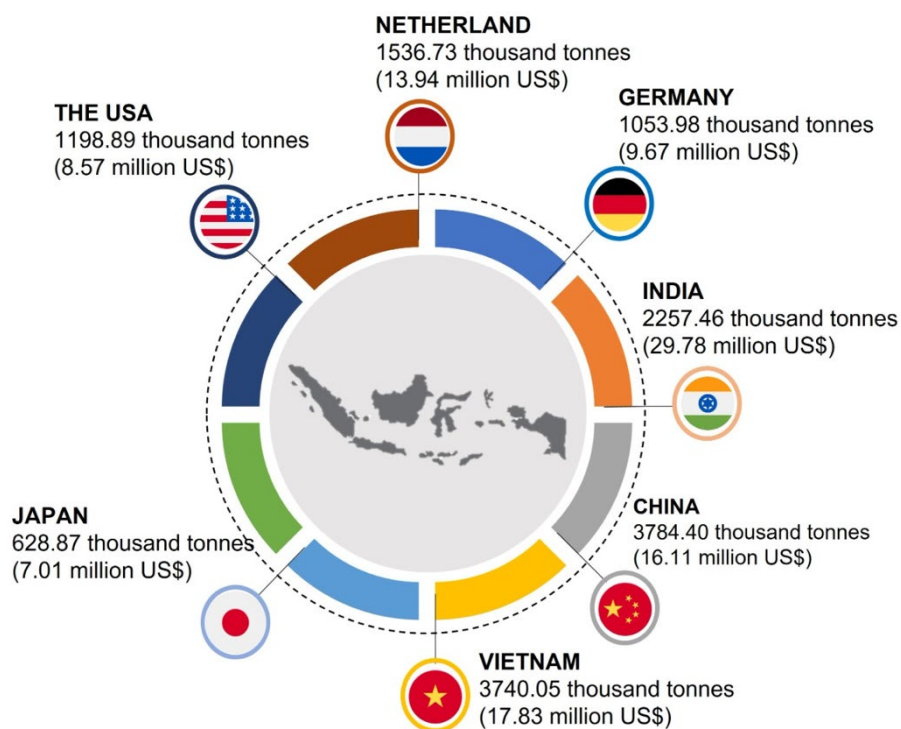 NETHERLAND
1536.73 thousand tonnes
(13.94 million US$)
GERMANY
1053.98 thousand tonnes
(9.67 million US$)
THE USA
1198.89 thousand tonnes
(8.57 million US$)
INDIA
2257.46 thousand tonnes
(29.78 million US$)
CHINA
3784.40 thousand tonnes
(16.11 million US$)
JAPAN
628.87 thousand tonnes
(7.01 million US$)
VIETNAM
3740.05 thousand tonnes
(17.83 million US$)